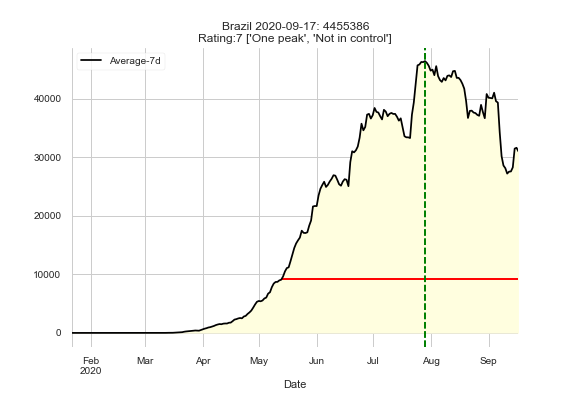 Brazil 2020-09-17: 4455386
Rating:7 ['One peak', 'Not in control']
Average-7d
40000
30000
20000
10000
0
Feb
2020
Mar
Apr
May
Jun
Jul
Aug
Sep
Date